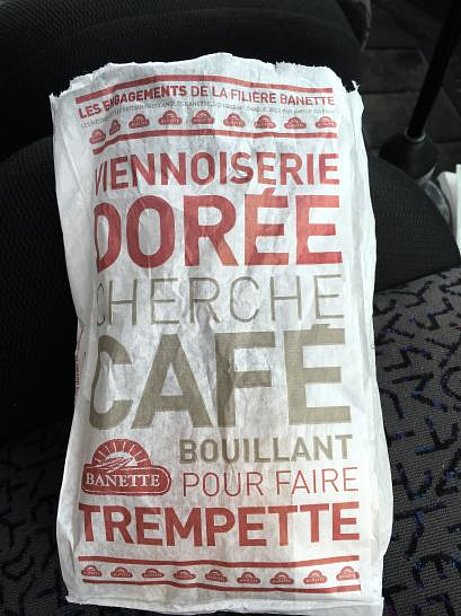 LES ENGAGEMENTS DE LA FILIÈRE BANETTE
VIENNOISERIE
DORÉE
CHERCHE
CAFÉ
BOUILLANT
BANETTE
POUR FAIRE
TREMPETTE